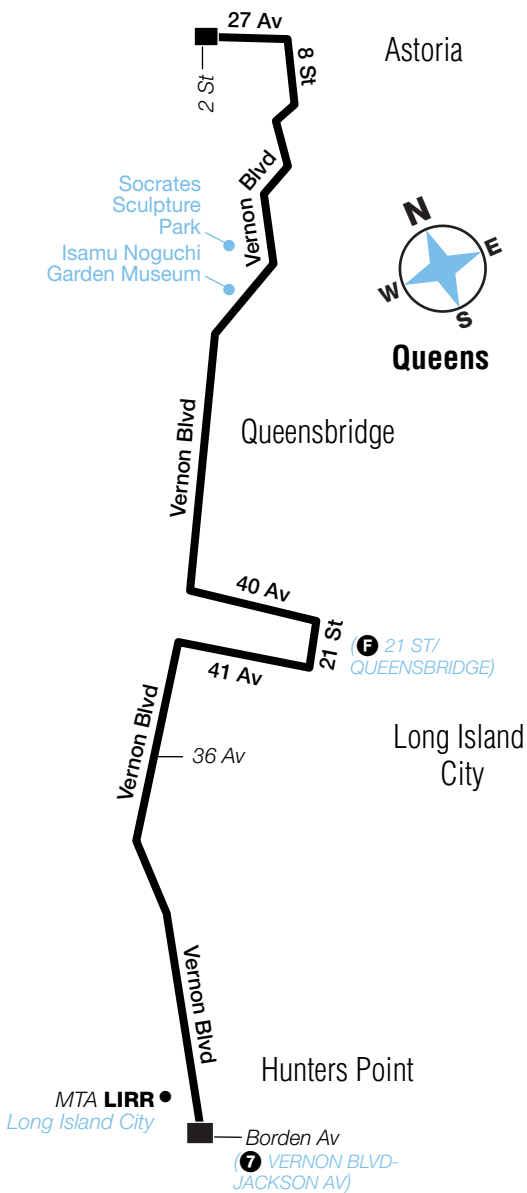 27 Av
Astoria
8 St
2 St
Vernon Blvd
Socrates
Sculpture
Park
Isamu Noguchi
Garden Museum
N
E
W
S
Queens
Vernon Blvd
Queensbridge
40 Av
21 St
(F 21 ST/
QUEENSBRIDGE)
41 Av
Vernon Blvd
36 Av
Long Island
City
Vernon Blvd
Hunters Point
MTA LIRR
Long Island City
Borden Av
(7 VERNON BLVD-
JACKSON AV)